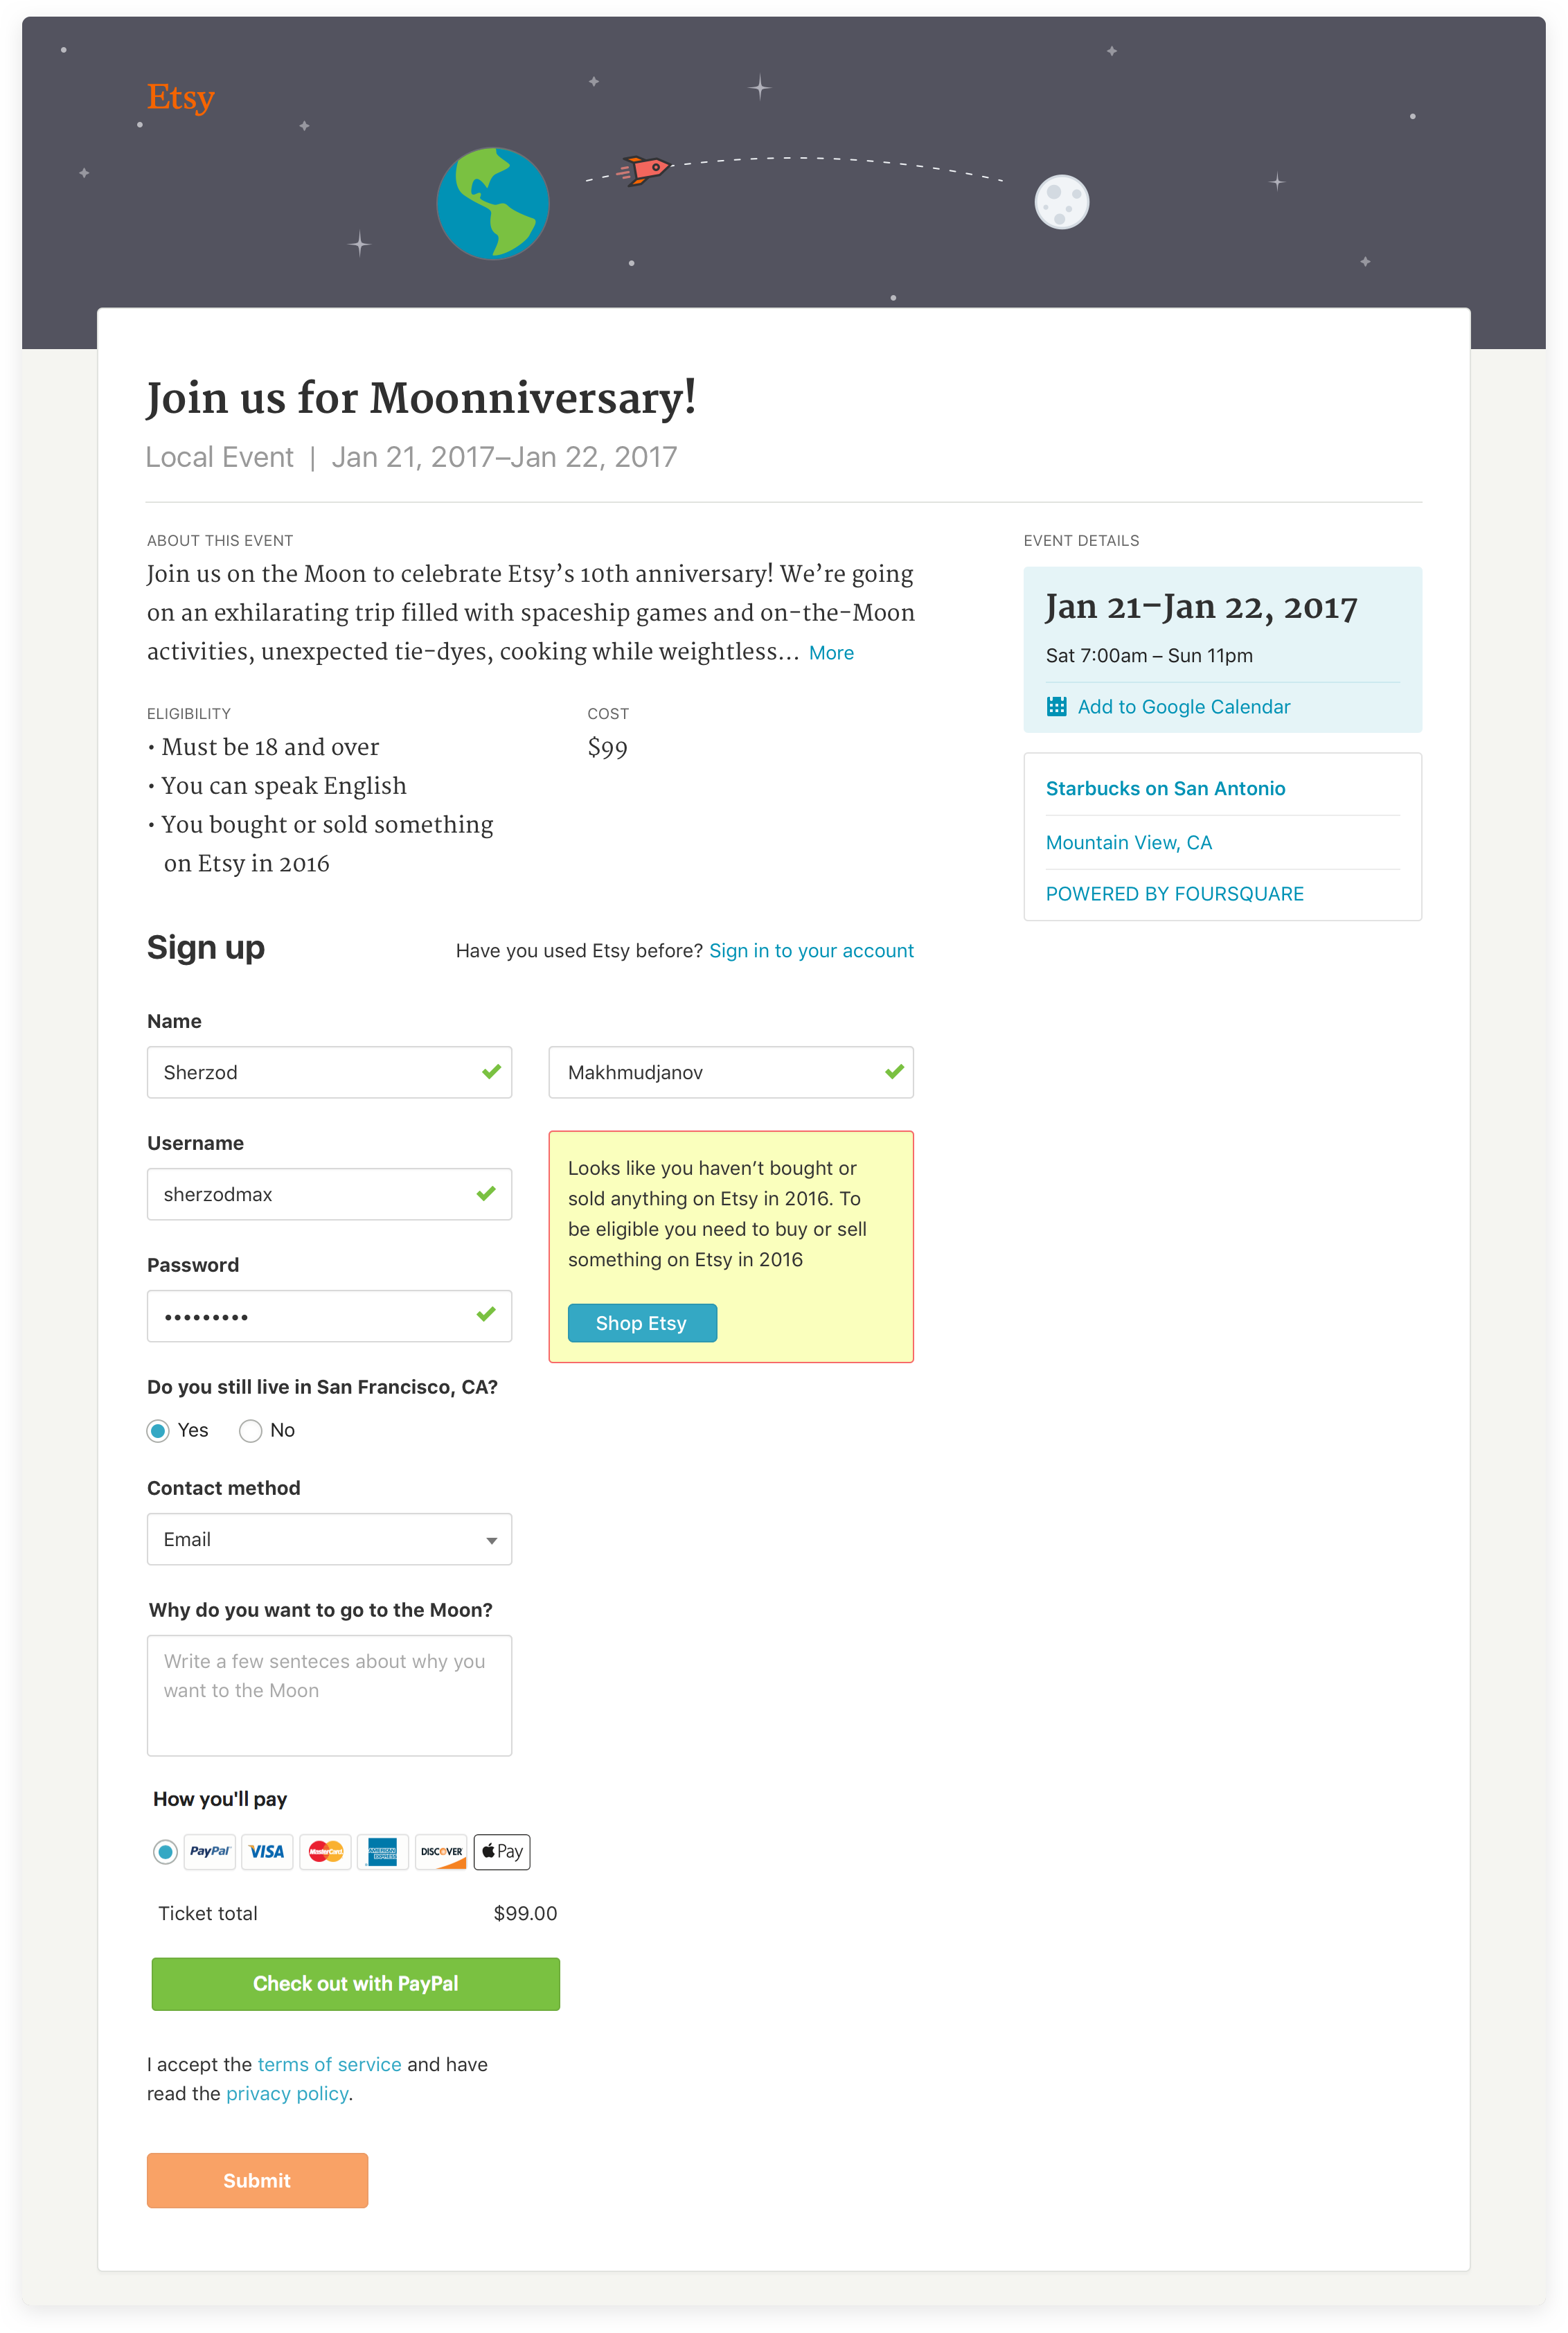 Etsy
Join us for Moonniversary!
Local Event | Jan 21, 2017–Jan 22, 2017
ABOUT THIS EVENT
Join us on the Moon to celebrate Etsy’s 10th anniversary! We’re going
on an exhilarating trip filled with spaceship games and on-the-Moon
activities, unexpected tie-dyes, cooking while weightless... More
ELIGIBILITY
• Must be 18 and over
• You can speak English
• You bought or sold something
on Etsy in 2016
COST
$99
EVENT DETAILS
Jan 21–Jan 22, 2017
Sat 7:00am – Sun 11pm
Add to Google Calendar
Starbucks on San Antonio
Mountain View, CA
POWERED BY FOURSQUARE
Sign up
Have you used Etsy before? Sign in to your account
Name
Sherzod
Makhmudjanov
Username
sherzodmax
Looks like you haven’t bought or
sold anything on Etsy in 2016. To
be eligible you need to buy or sell
something on Etsy in 2016
Shop Etsy
Password
•••••••••
Do you still live in San Francisco, CA?
Yes No
Contact method
Email
Why do you want to go to the Moon?
Write a few senteces about why you
want to the Moon
How you'll pay
PayPal VISA MasterCard AMERICAN EXPRESS DISCOVER Pay
Ticket total $99.00
Check out with PayPal
I accept the terms of service and have
read the privacy policy.
Submit